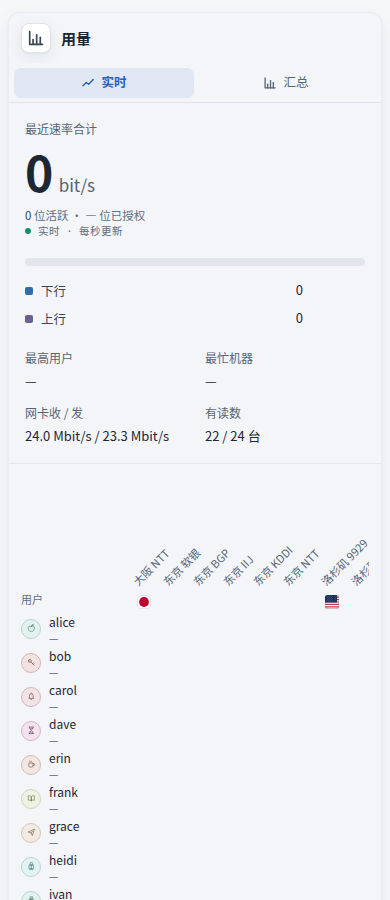 用量
实时
汇总
最近速率合计
0 bit/s
0 位活跃 · — 位已授权
实时 · 每秒更新
下行 0
上行 0
最高用户 最忙机器
— —
网卡收 / 发 有读数
24.0 Mbit/s / 23.3 Mbit/s 22 / 24 台
大阪 NTT
东京 软银
东京 BGP
东京 IIJ
东京 KDDI
东京 NTT
洛杉矶 9929
洛杉
用户
alice
—
bob
—
carol
—
dave
—
erin
—
frank
—
grace
—
heidi
—
ivan